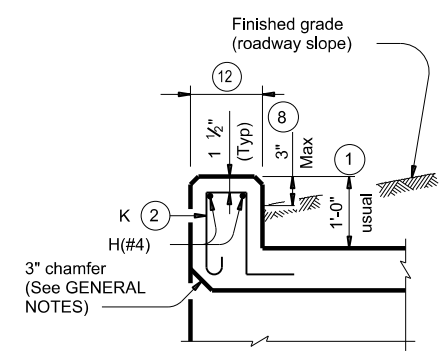 Finished grade
(roadway slope)
12
1 ½"
(Typ)
8
3"
Max
1
1'-0"
usual
K 2
H(#4)
3" chamfer
(See GENERAL
NOTES)